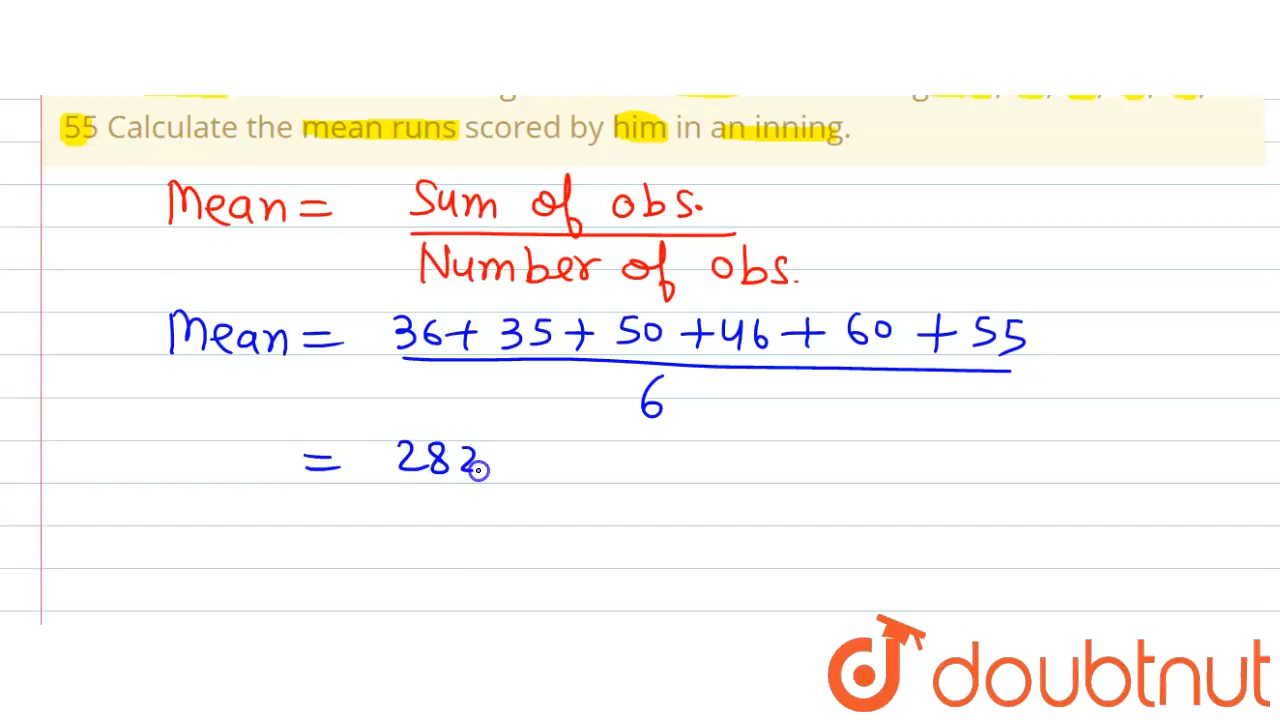 55 Calculate the mean runs scored by him in an inning.
Mean = Sum of obs.
Number of obs.
Mean = 36+ 35 + 50 +46 + 60 + 55
6
= 282
doubtnut